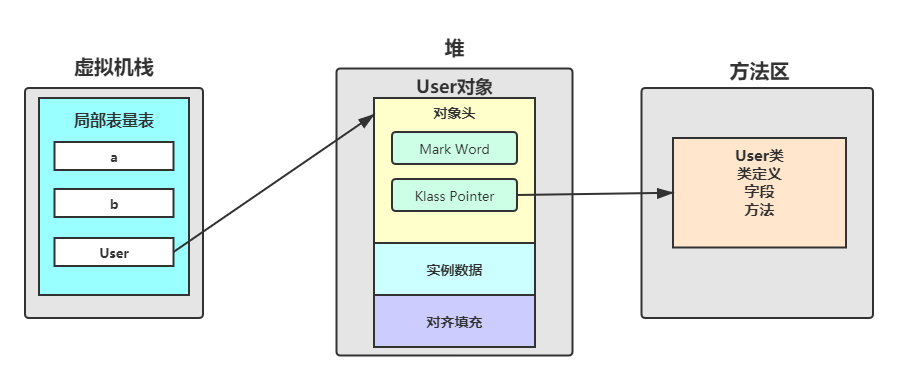 虚拟机栈
局部表量表
a
b
User
堆
User对象
对象头
Mark Word
Klass Pointer
实例数据
对齐填充
方法区
User类
类定义
字段
方法